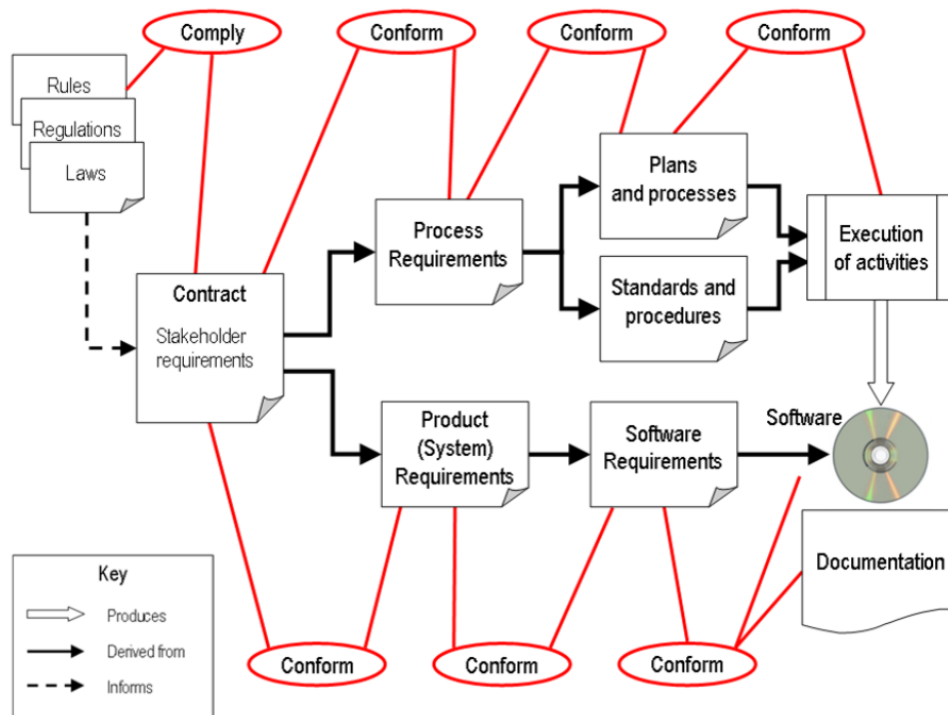 Comply
Conform
Conform
Conform
Rules
Regulations
Laws
Plans
and processes
Process
Requirements
Execution
of activities
Contract
Stakeholder
requirements
Standards and
procedures
Product
(System)
Requirements
Software
Requirements
Software
Documentation
Key
Produces
Derived from
Informs
Conform
Conform
Conform